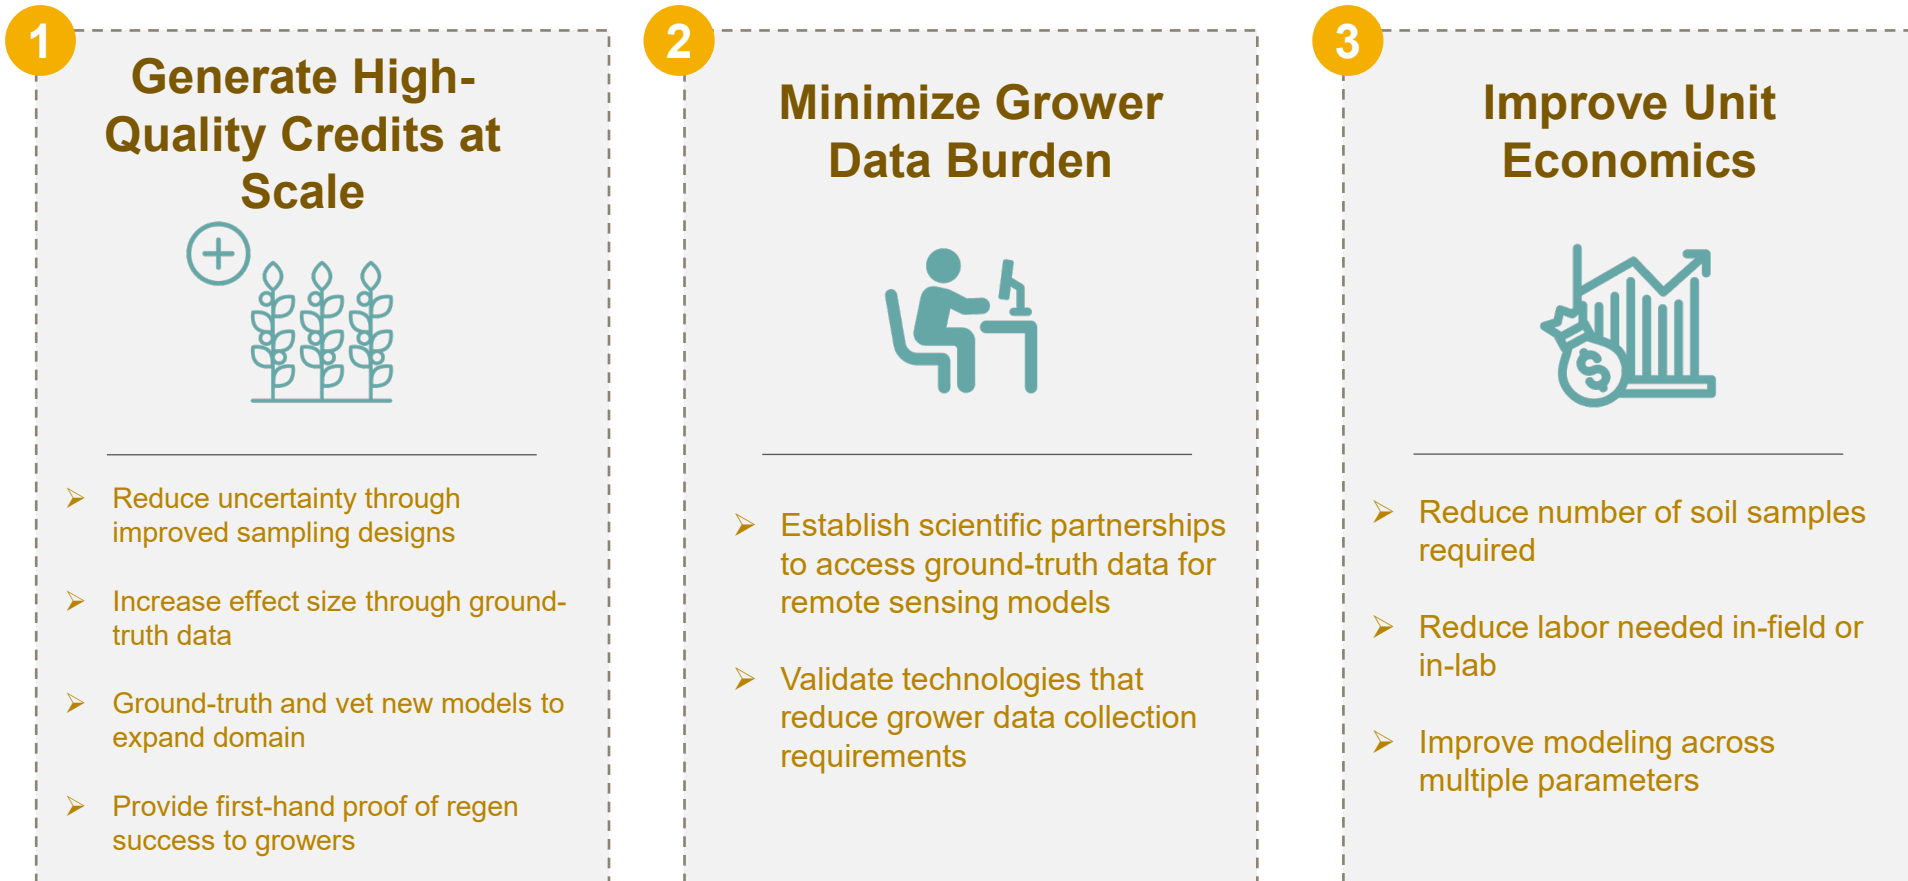 1
Generate High-
Quality Credits at
Scale
➢ Reduce uncertainty through
improved sampling designs
➢ Increase effect size through ground-
truth data
➢ Ground-truth and vet new models to
expand domain
➢ Provide first-hand proof of regen
success to growers
2
Minimize Grower
Data Burden
➢ Establish scientific partnerships
to access ground-truth data for
remote sensing models
➢ Validate technologies that
reduce grower data collection
requirements
3
Improve Unit
Economics
$
➢ Reduce number of soil samples
required
➢ Reduce labor needed in-field or
in-lab
➢ Improve modeling across
multiple parameters